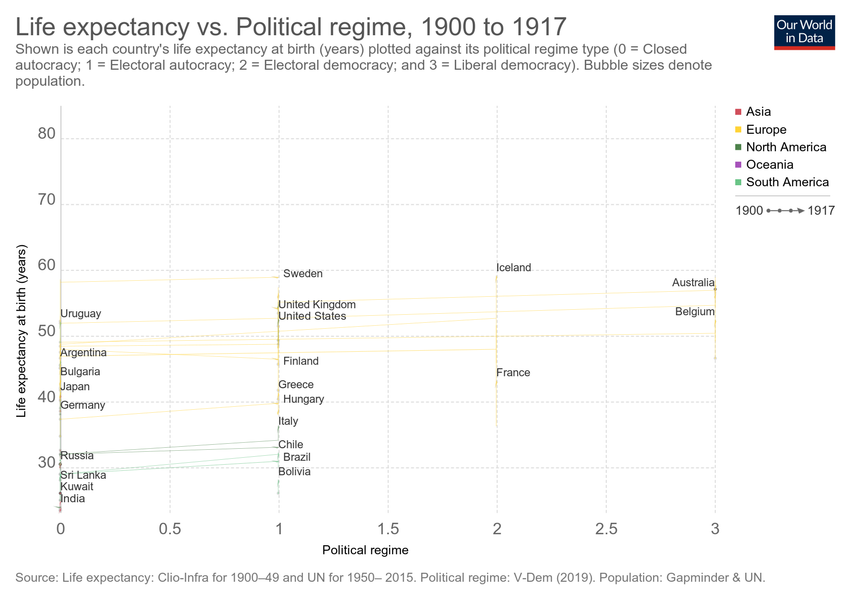 Life expectancy vs. Political regime, 1900 to 1917
Our World
in Data
Shown is each country's life expectancy at birth (years) plotted against its political regime type (0 = Closed
autocracy; 1 = Electoral autocracy; 2 = Electoral democracy; and 3 = Liberal democracy). Bubble sizes denote
population.
Asia
Europe
North America
Oceania
South America
1900 1917
80
70
60
50
40
30
Life expectancy at birth (years)
Sweden
Iceland
Australia
United Kingdom
Uruguay
United States
Belgium
Argentina
Finland
Bulgaria
France
Japan
Greece
Germany
Hungary
Italy
Chile
Russia
Brazil
Sri Lanka
Bolivia
Kuwait
India
0 0.5 1 1.5 2 2.5 3
Political regime
Source: Life expectancy: Clio-Infra for 1900–49 and UN for 1950– 2015. Political regime: V-Dem (2019). Population: Gapminder & UN.